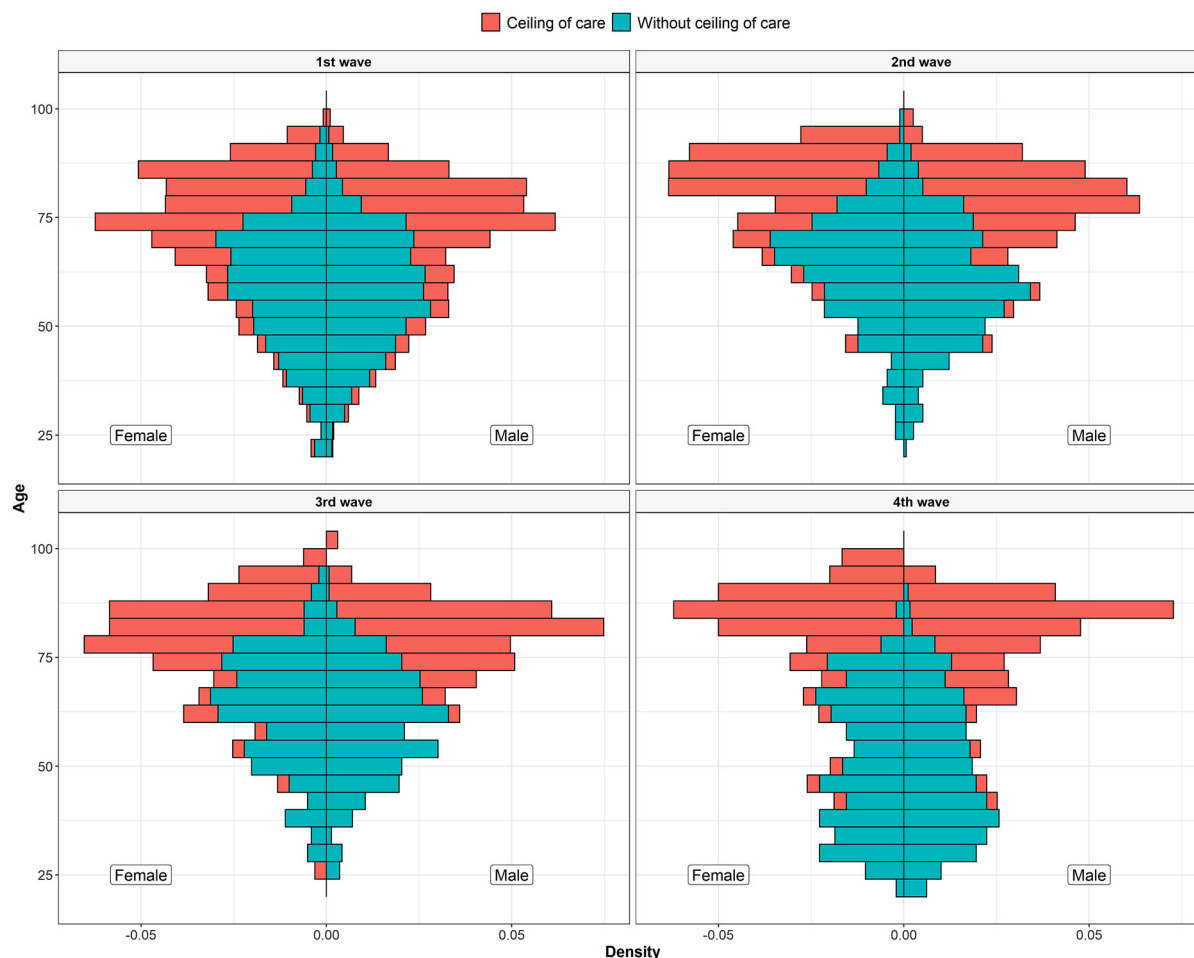 Ceiling of care Without ceiling of care
1st wave
2nd wave
100
75
50
25
Female
Male
Female
Male
Age
3rd wave
4th wave
100
75
50
25
Female
Male
Female
Male
-0.05
0.00
0.05
-0.05
0.00
0.05
Density